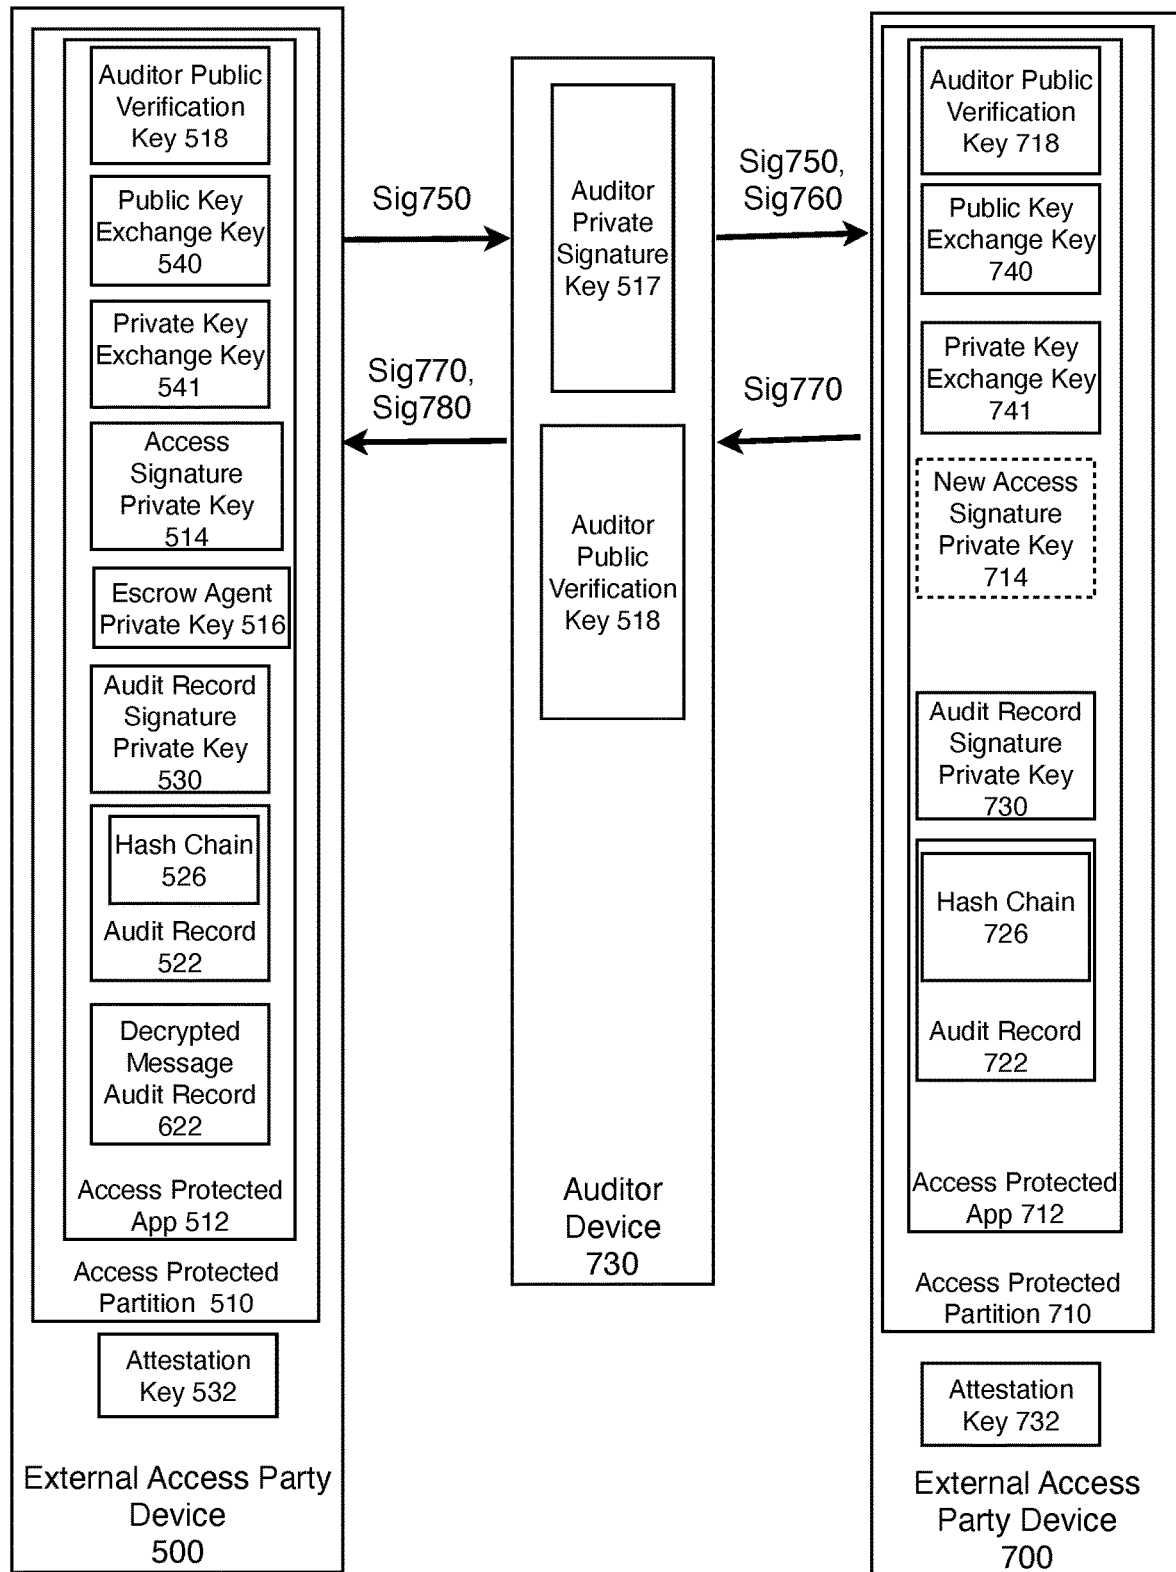 Auditor Public
Verification
Key 518
Public Key
Exchange Key
540
Private Key
Exchange Key
541
Access
Signature
Private Key
514
Escrow Agent
Private Key 516
Audit Record
Signature
Private Key
530
Hash Chain
526
Audit Record
522
Decrypted
Message
Audit Record
622
Access Protected
App 512
Access Protected
Partition 510
Attestation
Key 532
External Access Party
Device
500
Sig750
Sig770,
Sig780
Auditor
Private
Signature
Key 517
Auditor
Public
Verification
Key 518
Auditor
Device
730
Sig750,
Sig760
Sig770
Auditor Public
Verification
Key 718
Public Key
Exchange Key
740
Private Key
Exchange Key
741
New Access
Signature
Private Key
714
Audit Record
Signature
Private Key
730
Hash Chain
726
Audit Record
722
Access Protected
App 712
Access Protected
Partition 710
Attestation
Key 732
External Access
Party Device
700